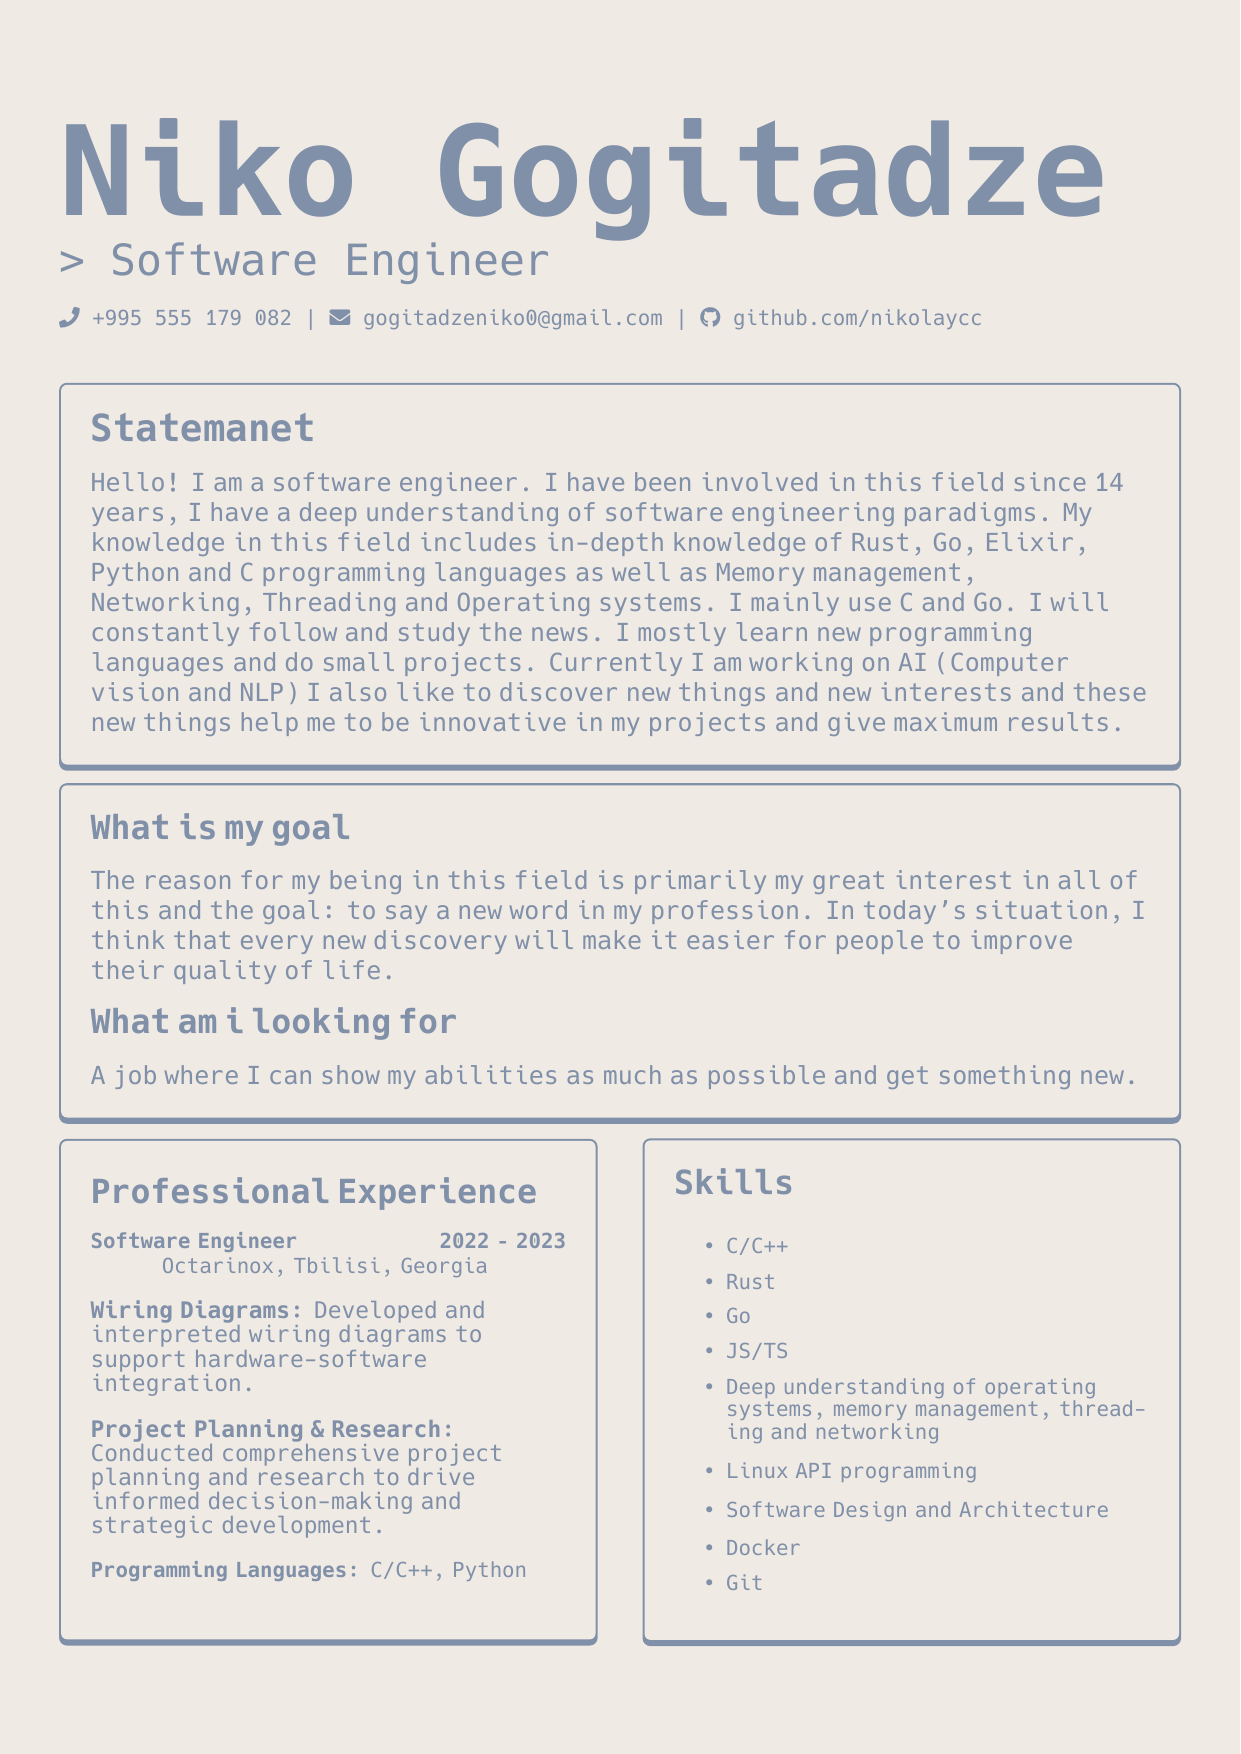 Niko Gogitadze
> Software Engineer
+995 555 179 082 | gogitadzeniko0@gmail.com | github.com/nikolaycc
Statemanet
Hello! I am a software engineer. I have been involved in this field since 14
years, I have a deep understanding of software engineering paradigms. My
knowledge in this field includes in-depth knowledge of Rust, Go, Elixir,
Python and C programming languages as well as Memory management,
Networking, Threading and Operating systems. I mainly use C and Go. I will
constantly follow and study the news. I mostly learn new programming
languages and do small projects. Currently I am working on AI (Computer
vision and NLP) I also like to discover new things and new interests and these
new things help me to be innovative in my projects and give maximum results.
What is my goal
The reason for my being in this field is primarily my great interest in all of
this and the goal: to say a new word in my profession. In today’s situation, I
think that every new discovery will make it easier for people to improve
their quality of life.
What am i looking for
A job where I can show my abilities as much as possible and get something new.
Professional Experience
Software Engineer 2022 - 2023
Octarinox, Tbilisi, Georgia
Wiring Diagrams: Developed and
interpreted wiring diagrams to
support hardware-software
integration.
Project Planning & Research:
Conducted comprehensive project
planning and research to drive
informed decision-making and
strategic development.
Programming Languages: C/C++, Python
Skills
• C/C++
• Rust
• Go
• JS/TS
• Deep understanding of operating
systems, memory management, thread-
ing and networking
• Linux API programming
• Software Design and Architecture
• Docker
• Git